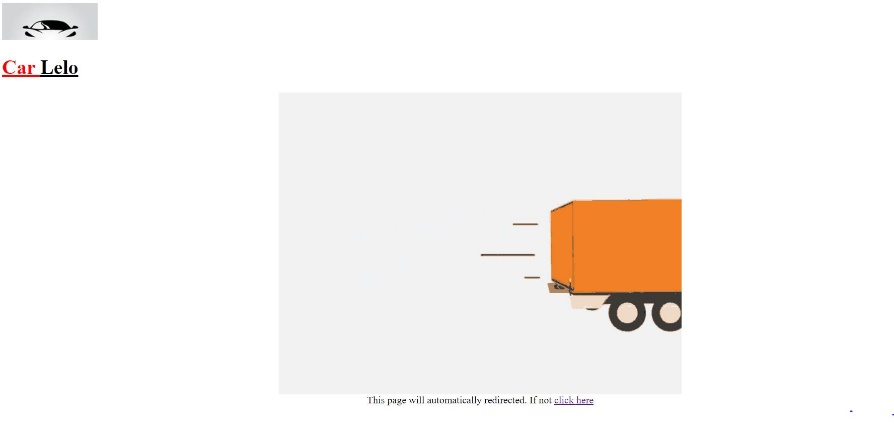 Car Lelo
This page will automatically redirected. If not click here